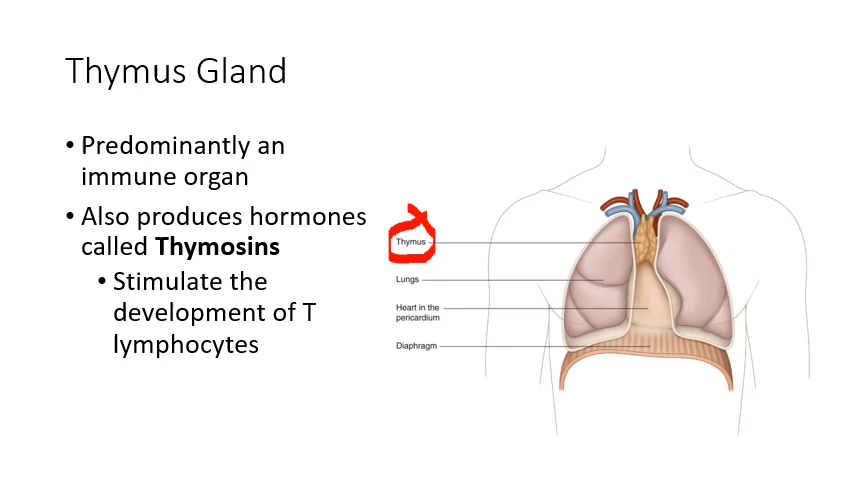 Thymus Gland
• Predominantly an
immune organ
• Also produces hormones
called Thymosins
• Stimulate the
development of T
lymphocytes
Thymus
Lungs
Heart in the
pericardium
Diaphragm